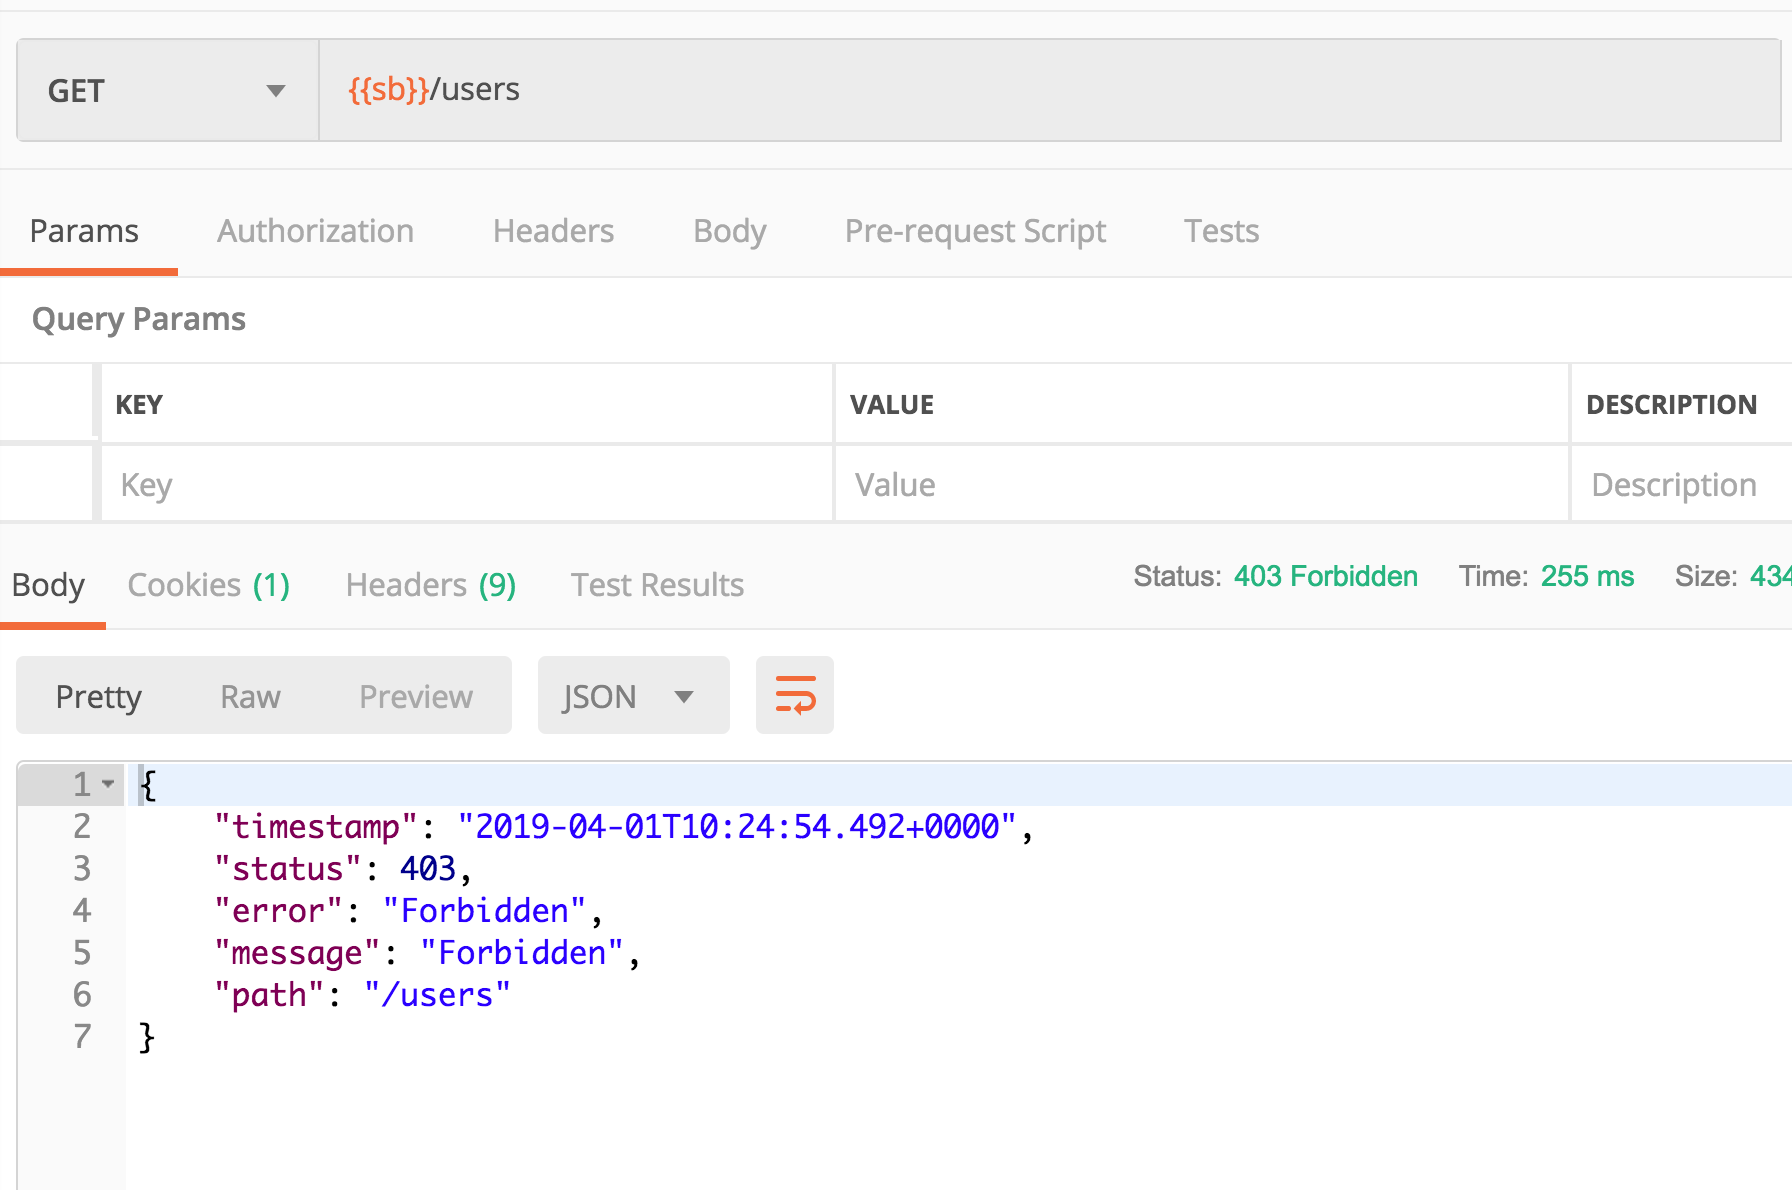 GET {{sb}}/users
Params Authorization Headers Body Pre-request Script Tests
Query Params
KEY VALUE DESCRIPTION
Key Value Description
Body Cookies (1) Headers (9) Test Results Status: 403 Forbidden Time: 255 ms Size: 434
Pretty Raw Preview JSON
1 {
2 "timestamp": "2019-04-01T10:24:54.492+0000",
3 "status": 403,
4 "error": "Forbidden",
5 "message": "Forbidden",
6 "path": "/users"
7 }